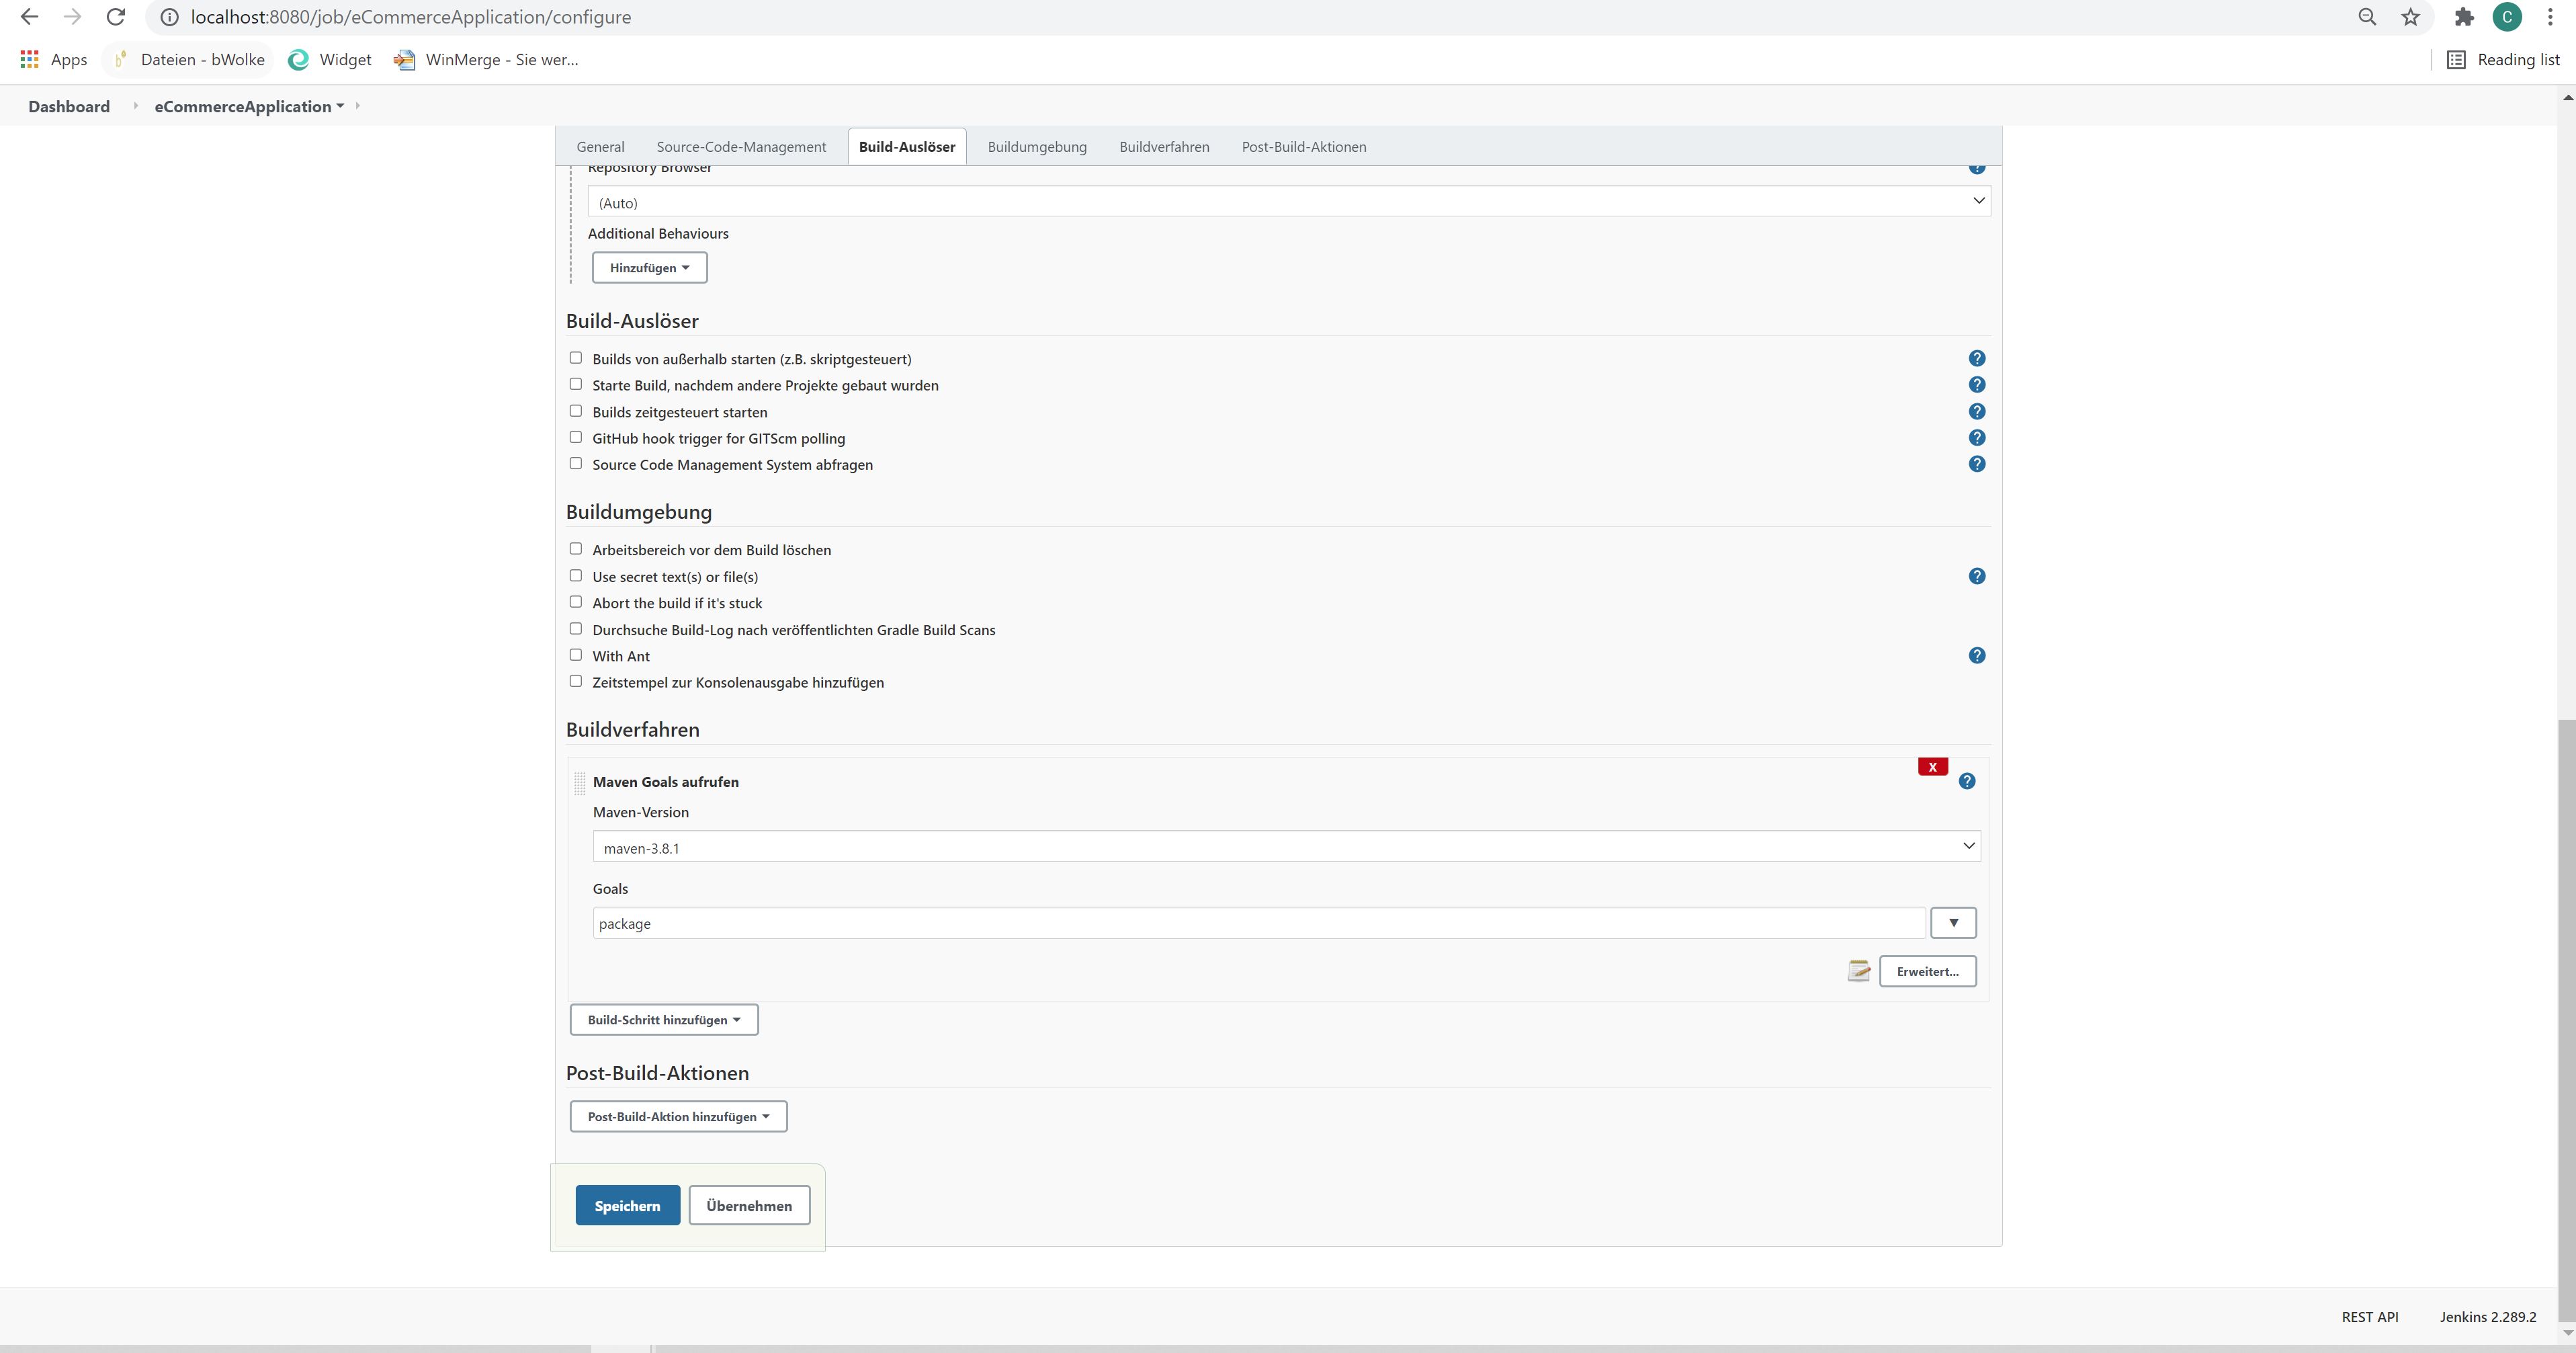 localhost:8080/job/eCommerceApplication/configure
C
Apps
Dateien - bWolke
Widget
WinMerge - Sie wer...
Reading list
Dashboard
eCommerceApplication
General
Source-Code-Management
Build-Auslöser
Buildumgebung
Buildverfahren
Post-Build-Aktionen
Repository Browser
?
(Auto)
Additional Behaviours
Hinzufügen
Build-Auslöser
Builds von außerhalb starten (z.B. skriptgesteuert)
?
Starte Build, nachdem andere Projekte gebaut wurden
?
Builds zeitgesteuert starten
?
GitHub hook trigger for GITScm polling
?
Source Code Management System abfragen
?
Buildumgebung
Arbeitsbereich vor dem Build löschen
Use secret text(s) or file(s)
?
Abort the build if it's stuck
Durchsuche Build-Log nach veröffentlichten Gradle Build Scans
With Ant
?
Zeitstempel zur Konsolenausgabe hinzufügen
Buildverfahren
X
Maven Goals aufrufen
?
Maven-Version
maven-3.8.1
Goals
package
Erweitert...
Build-Schritt hinzufügen
Post-Build-Aktionen
Post-Build-Aktion hinzufügen
Speichern
Übernehmen
REST API
Jenkins 2.289.2